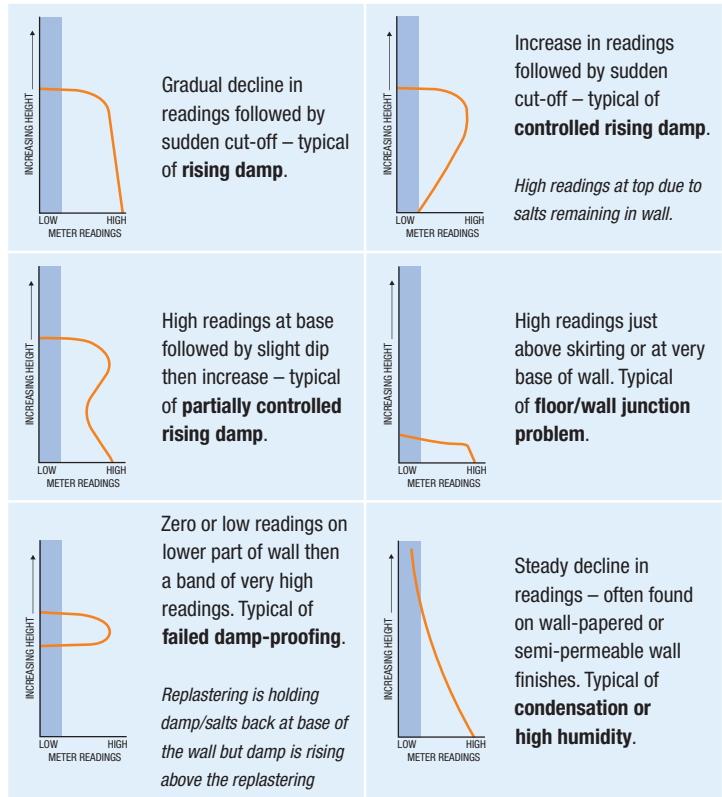 INCREASING HEIGHT
LOW HIGH
METER READINGS
Gradual decline in
readings followed by
sudden cut-off – typical
of rising damp.
INCREASING HEIGHT
LOW HIGH
METER READINGS
Increase in readings
followed by sudden
cut-off – typical of
controlled rising damp.
High readings at top due to
salts remaining in wall.
INCREASING HEIGHT
LOW HIGH
METER READINGS
High readings at base
followed by slight dip
then increase – typical
of partially controlled
rising damp.
INCREASING HEIGHT
LOW HIGH
METER READINGS
High readings just
above skirting or at very
base of wall. Typical
of floor/wall junction
problem.
INCREASING HEIGHT
LOW HIGH
METER READINGS
Zero or low readings on
lower part of wall then
a band of very high
readings. Typical of
failed damp-proofing.
Replastering is holding
damp/salts back at base of
the wall but damp is rising
above the replastering
INCREASING HEIGHT
LOW HIGH
METER READINGS
Steady decline in
readings – often found
on wall-papered or
semi-permeable wall
finishes. Typical of
condensation or
high humidity.